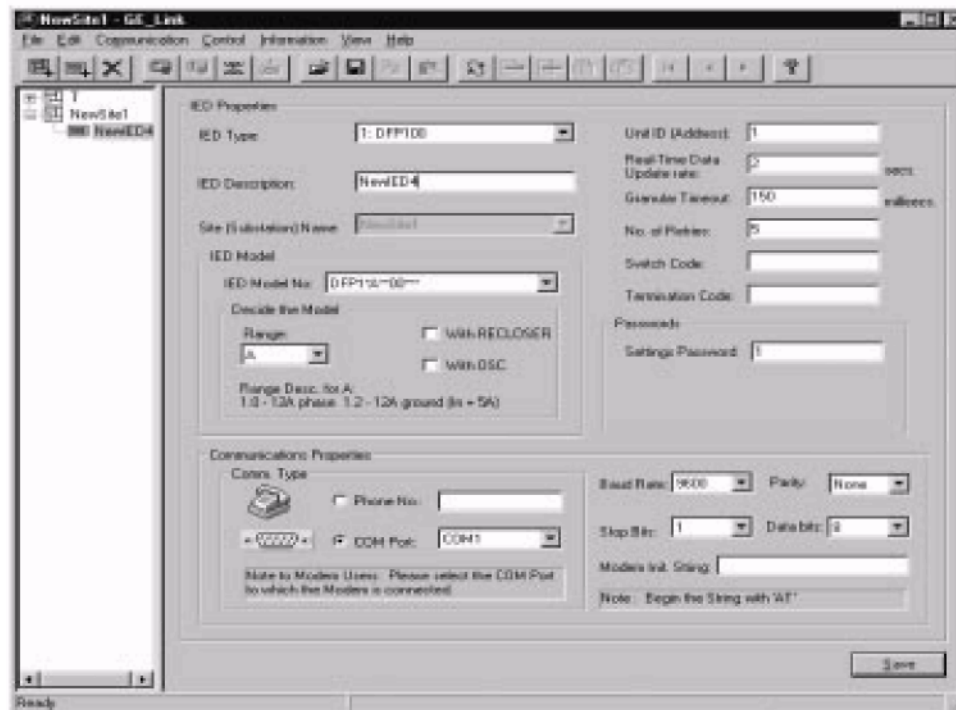 NewSite1 - GE_Link
File Edit Communication Control Information View Help
T
NewSite1
NewIED4
IED Properties
IED Type: 1: DFP100
IED Description: NewIED4
Site (Substation) Name: NewSite1
IED Model
IED Model No:
Decide the Model
Range:
A
With RECLOSER
With OSC
Range Desc. for A:
1.0 - 12A phase 1.2 - 12A ground (In = 5A)
Unit ID (Address): 1
Real-Time Data Update rate: 2 secs.
Granular Timeout: 150 millisecs.
No. of Retries: 5
Switch Code:
Termination Code:
Passwords
Settings Password: 1
Communications Properties
Comm. Type
Phone No.:
COM Port: COM1
Note to Modem Users: Please select the COM Port
to which the Modem is connected.
Baud Rate: 9600 Parity: None
Stop Bits: 1 Data bits: 8
Modem Init. String:
Note: Begin the String with 'AT'
Save
Ready